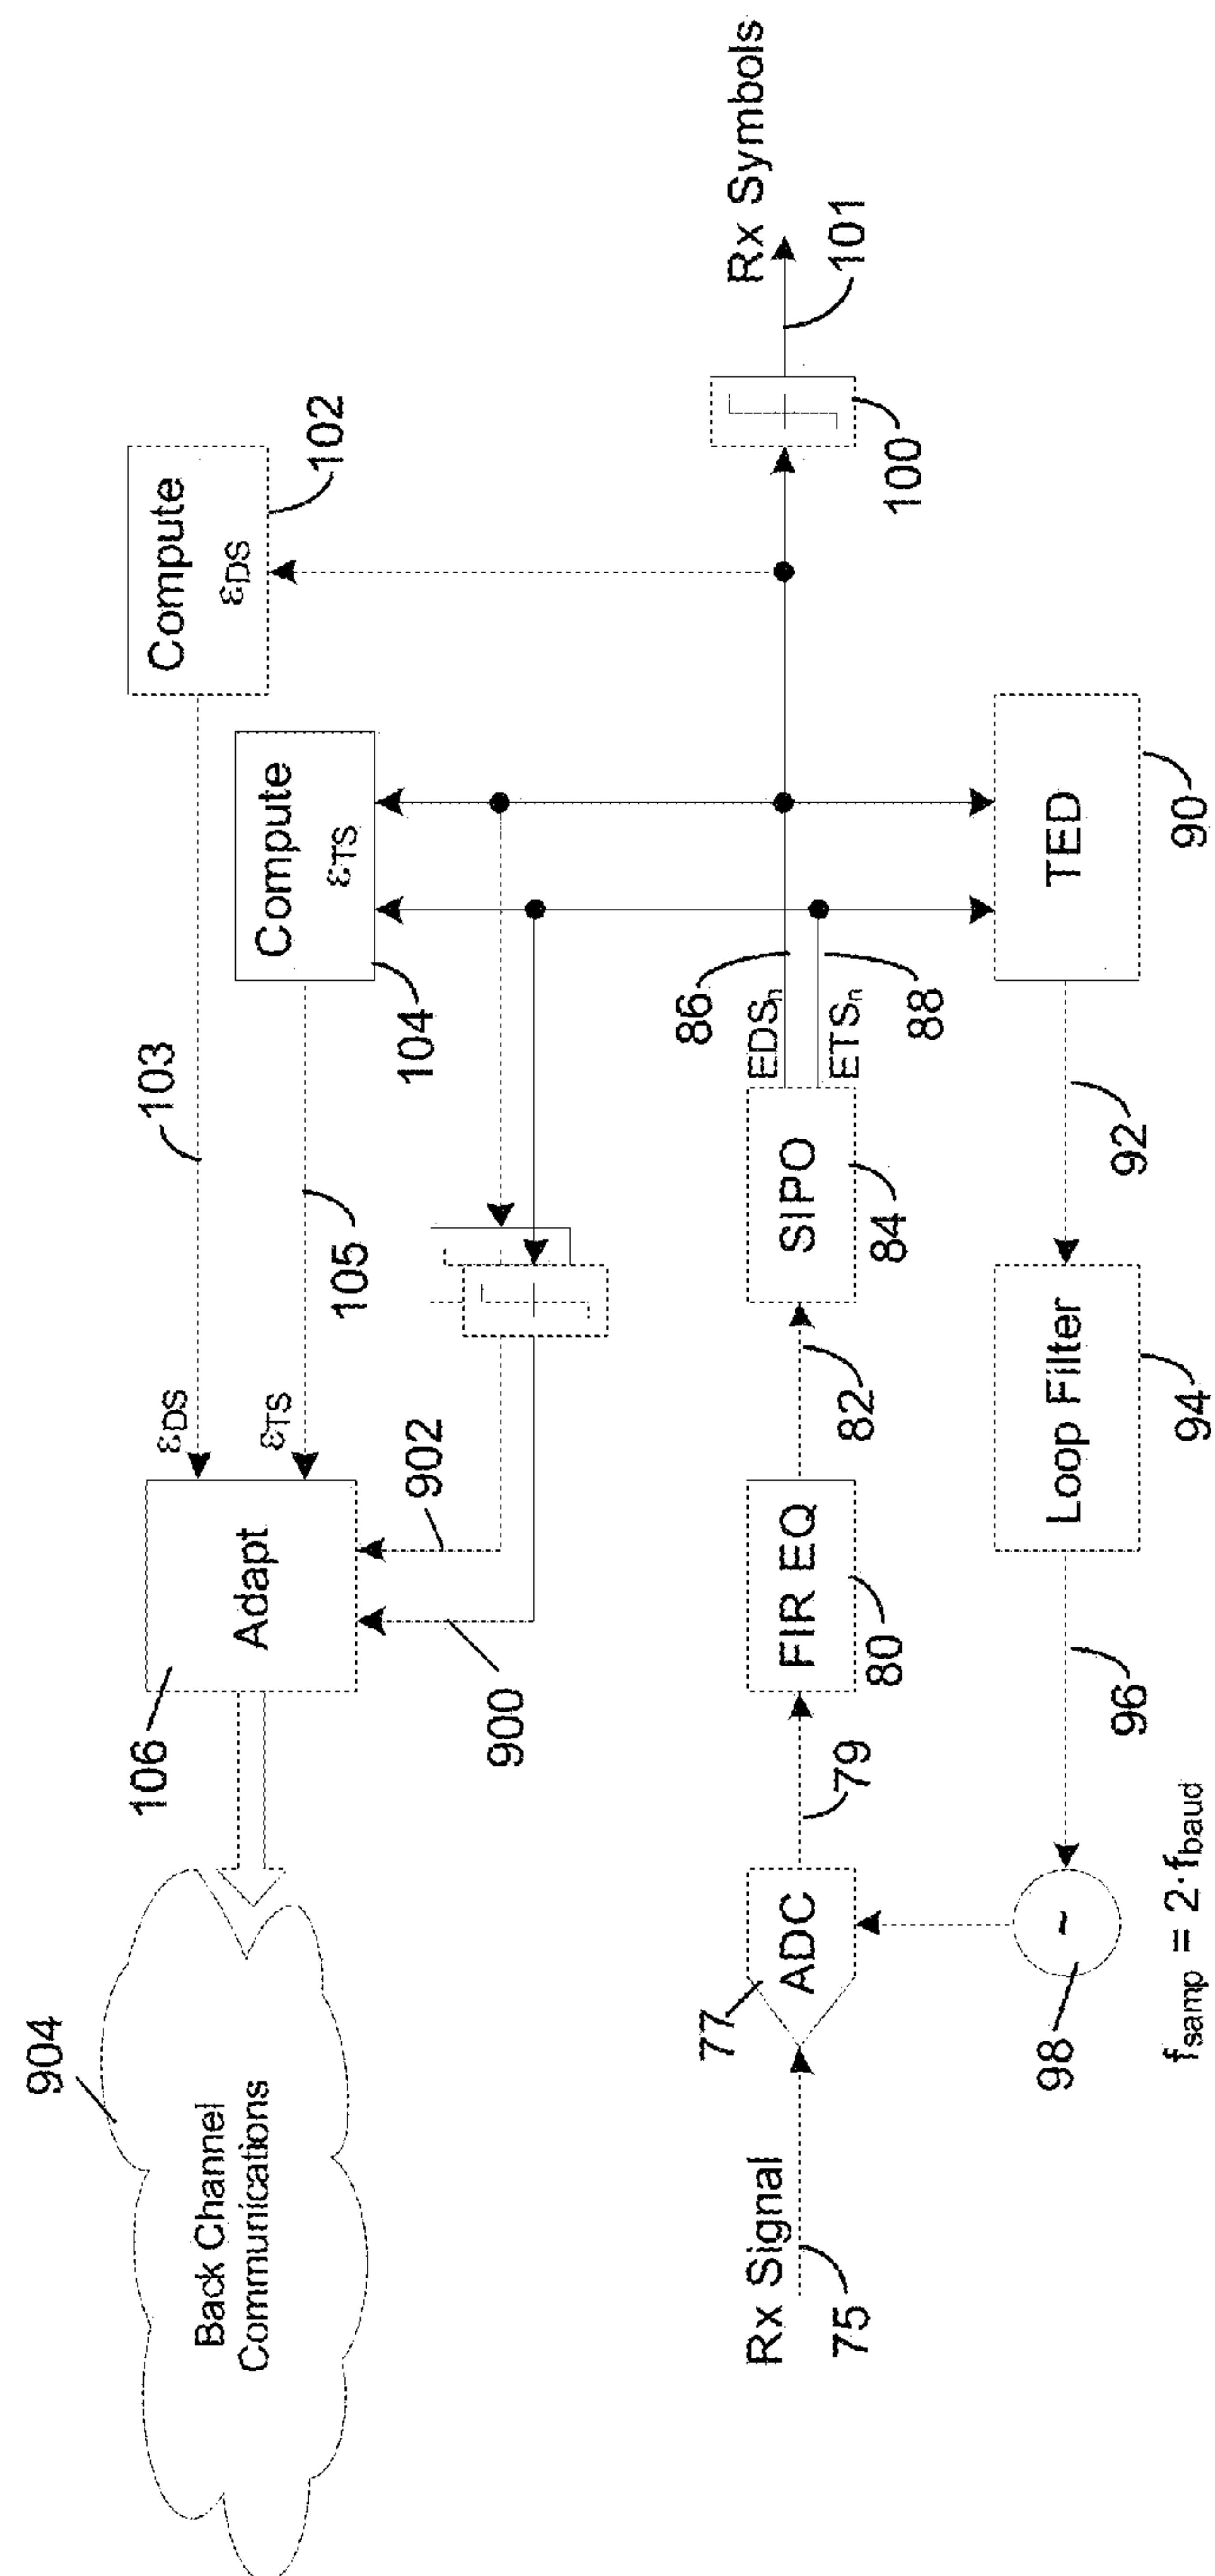 904
Back Channel
Communications
106
Adapt
εDS
εTS
103
105
Compute
εDS
102
Compute
εTS
104
902
900
Rx Signal
75
77
ADC
79
FIR EQ
80
82
SIPO
84
EDSn
ETSn
86
88
100
Rx Symbols
101
~
98
fsamp = 2·fbaud
96
Loop Filter
94
92
TED
90